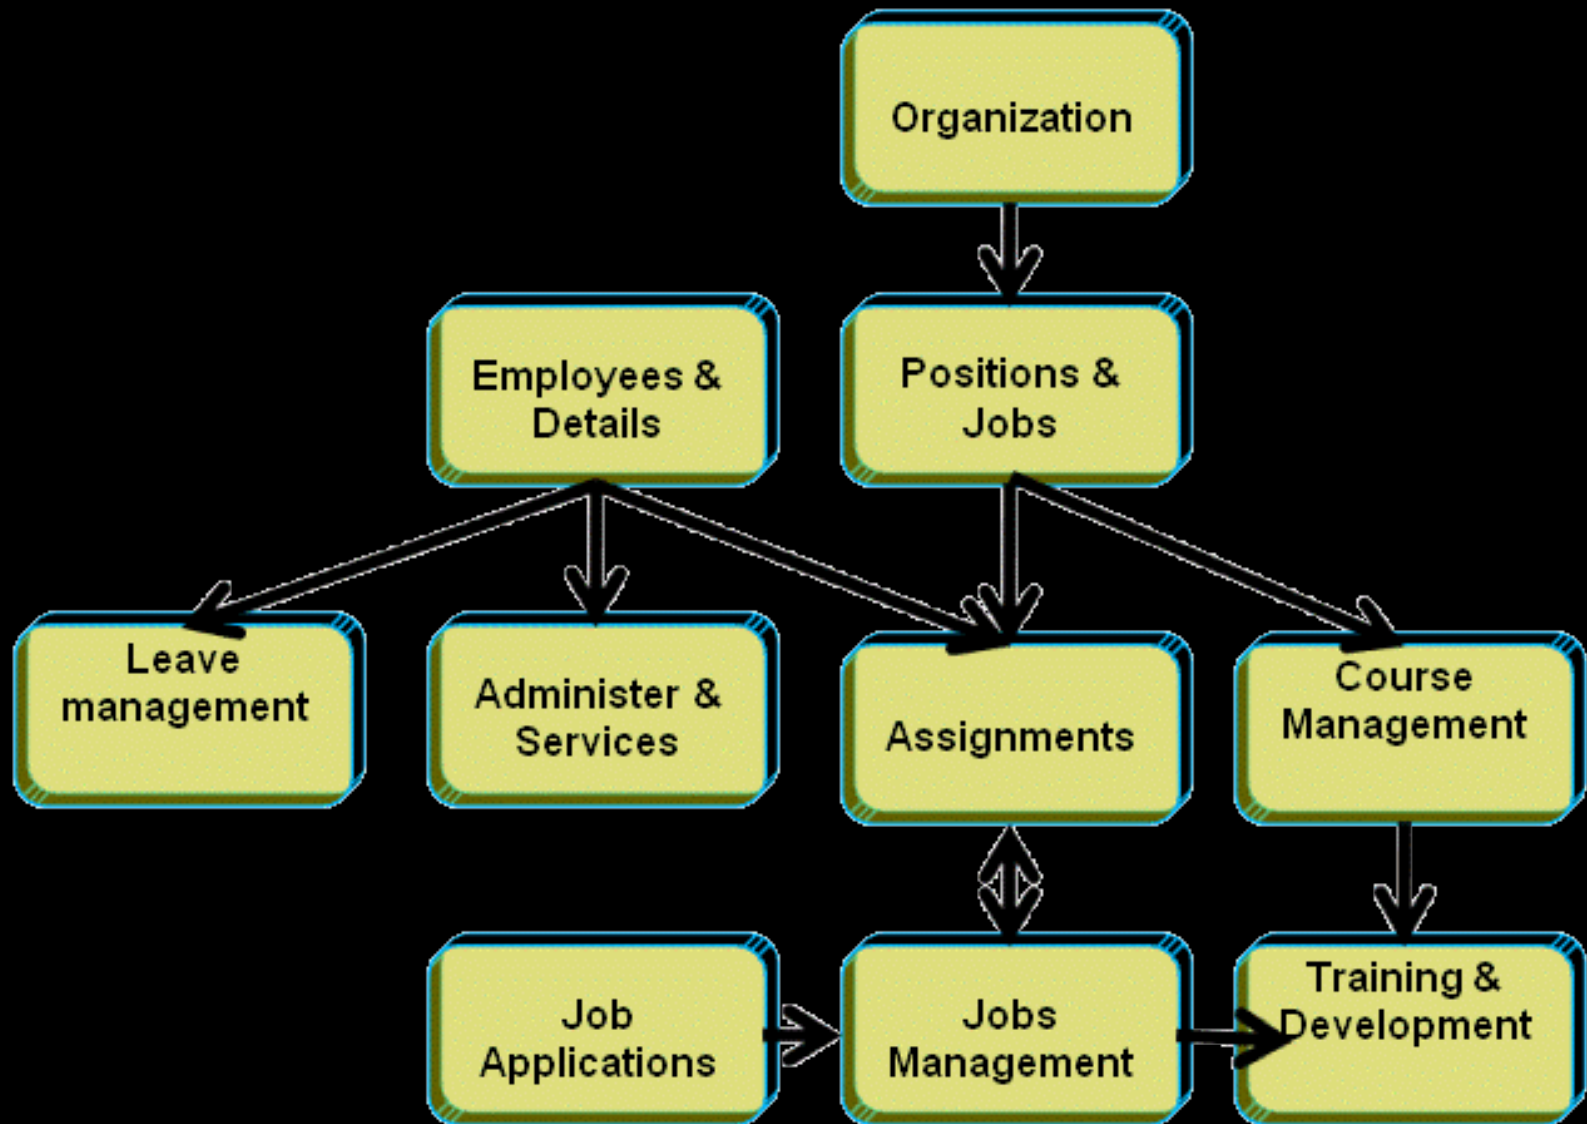 Organization
Employees &
Details
Positions &
Jobs
Leave
management
Administer &
Services
Assignments
Course
Management
Job
Applications
Jobs
Management
Training &
Development